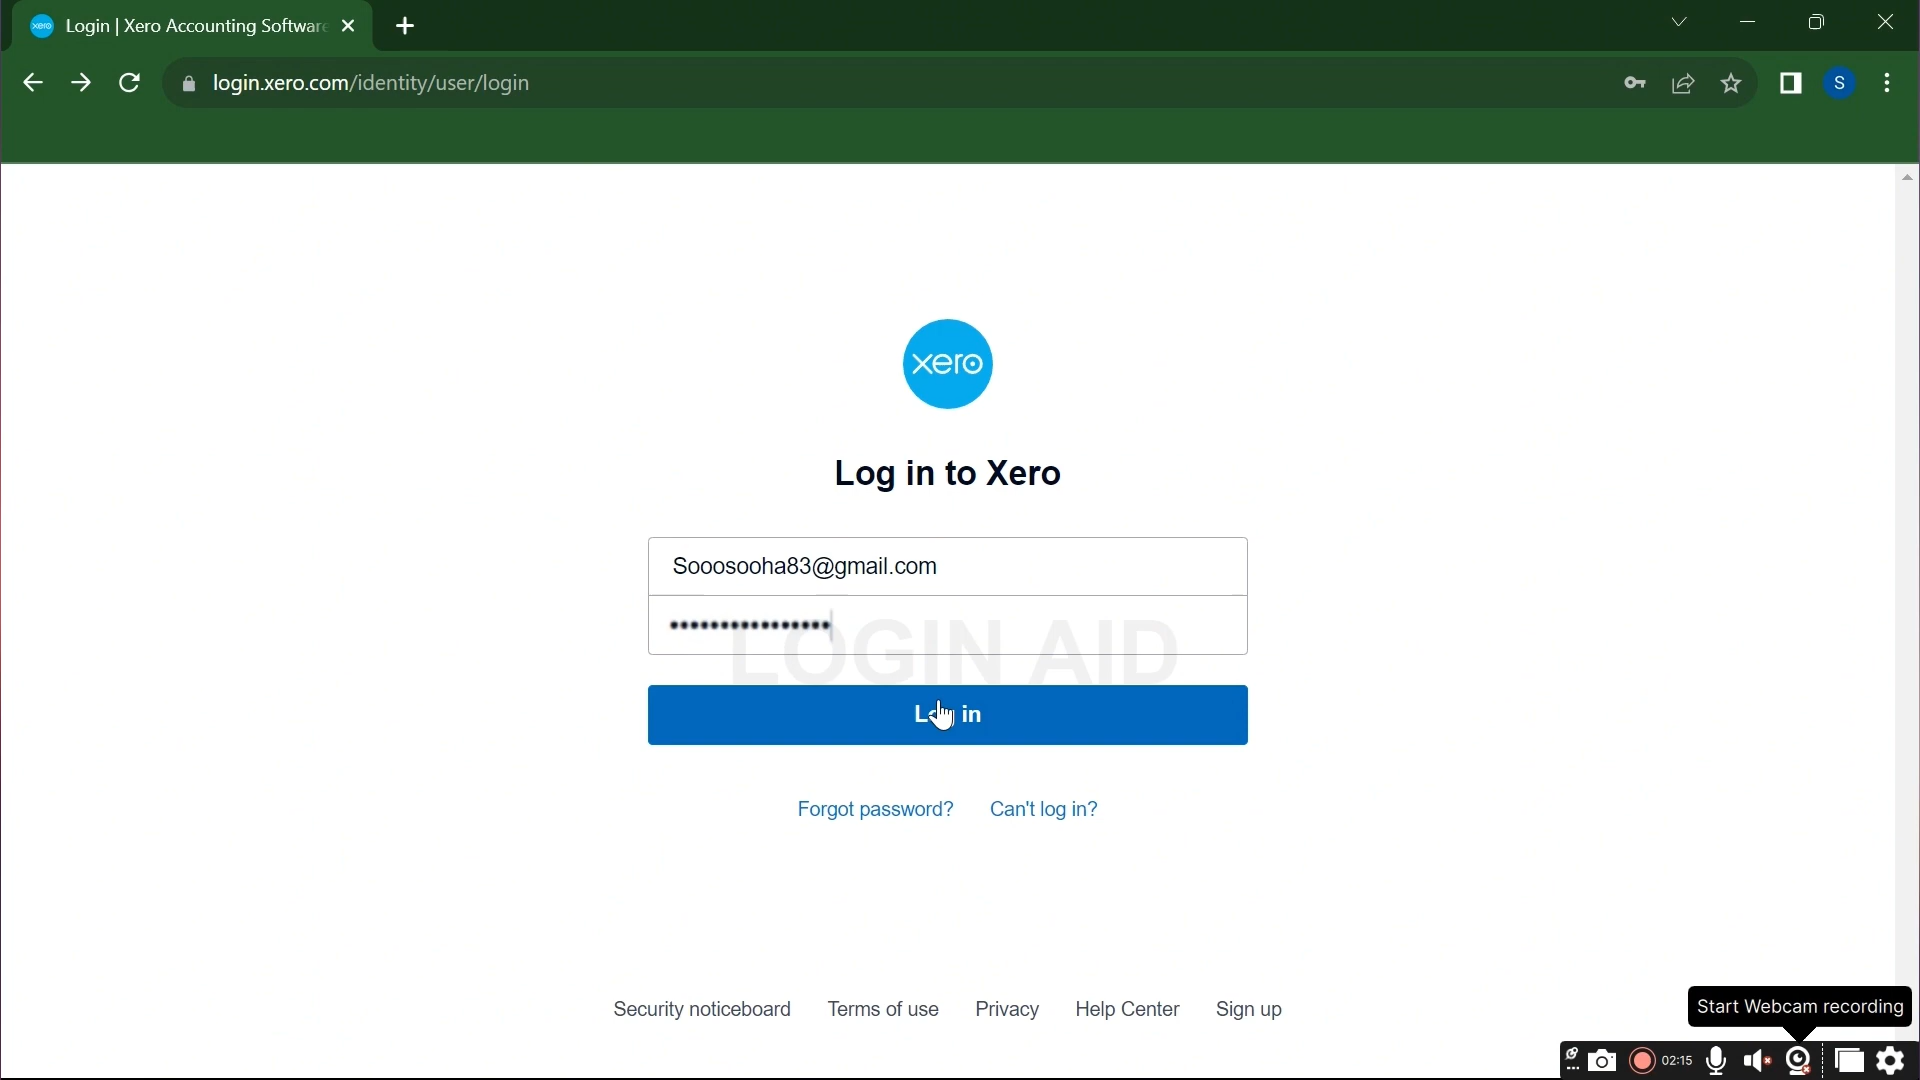 Login | Xero Accounting Software
login.xero.com/identity/user/login
S
xero
Log in to Xero
Sooosooha83@gmail.com
••••••••••••••••
LOGIN AID
Log in
Forgot password? Can't log in?
Security noticeboard Terms of use Privacy Help Center Sign up
Start Webcam recording
02:15